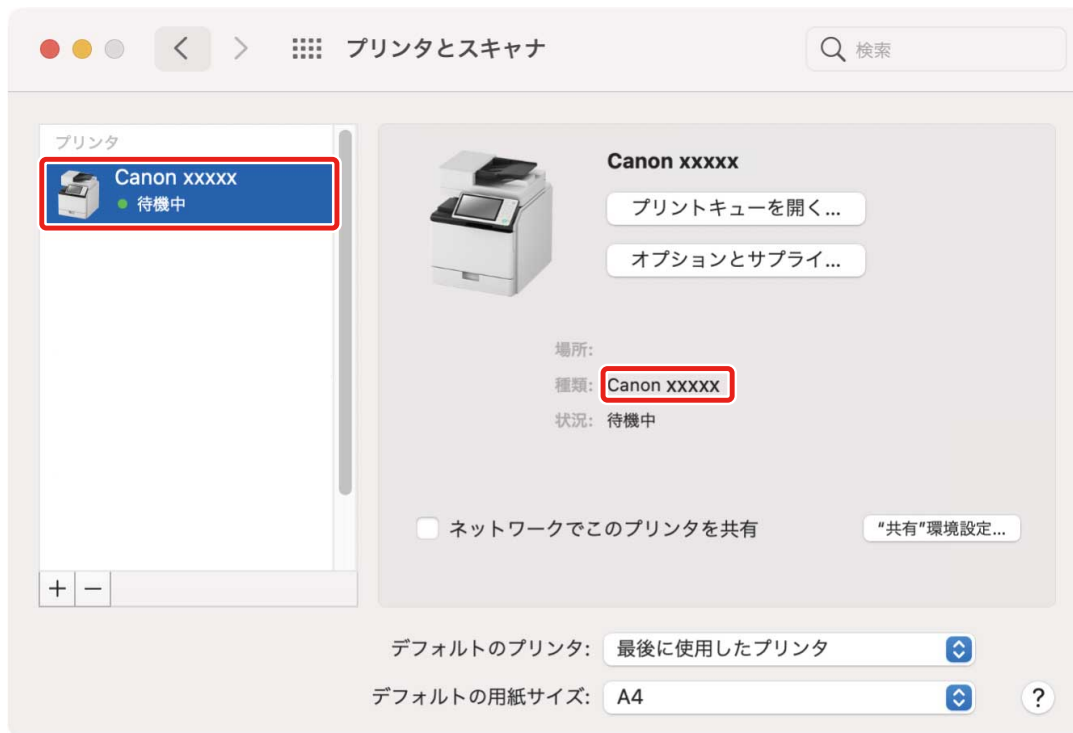 プリンタとスキャナ
検索
プリンタ
Canon xxxxx
待機中
Canon xxxxx
プリントキューを開く...
オプションとサプライ...
場所:
種類: Canon xxxxx
状況: 待機中
ネットワークでこのプリンタを共有
“共有”環境設定...
+ −
デフォルトのプリンタ: 最後に使用したプリンタ
デフォルトの用紙サイズ: A4
?